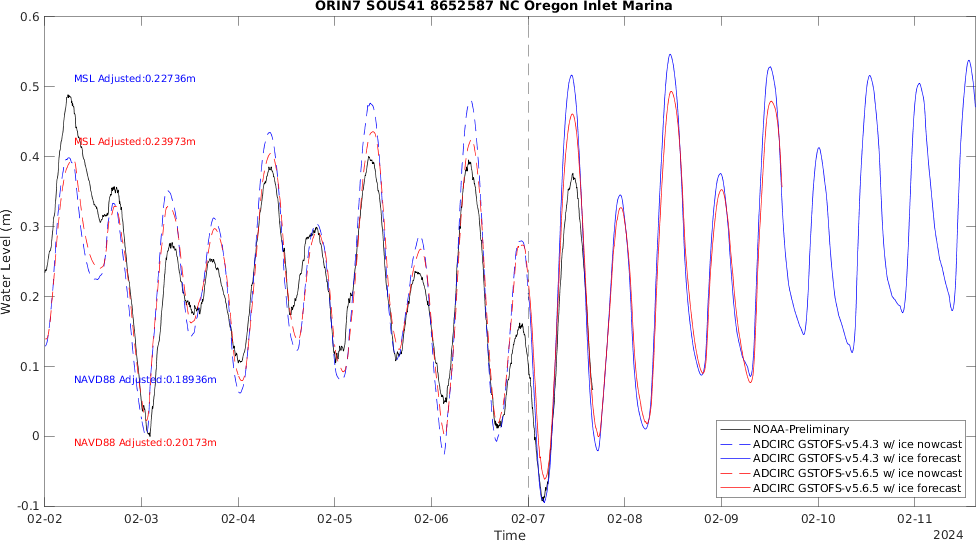 ORIN7 SOUS41 8652587 NC Oregon Inlet Marina
0.6
0.5
0.4
0.3
0.2
0.1
0
-0.1
Water Level (m)
MSL Adjusted:0.22736m
MSL Adjusted:0.23973m
NAVD88 Adjusted:0.18936m
NAVD88 Adjusted:0.20173m
NOAA-Preliminary
ADCIRC GSTOFS-v5.4.3 w/ ice nowcast
ADCIRC GSTOFS-v5.4.3 w/ ice forecast
ADCIRC GSTOFS-v5.6.5 w/ ice nowcast
ADCIRC GSTOFS-v5.6.5 w/ ice forecast
02-02 02-03 02-04 02-05 02-06 02-07 02-08 02-09 02-10 02-11
Time
2024